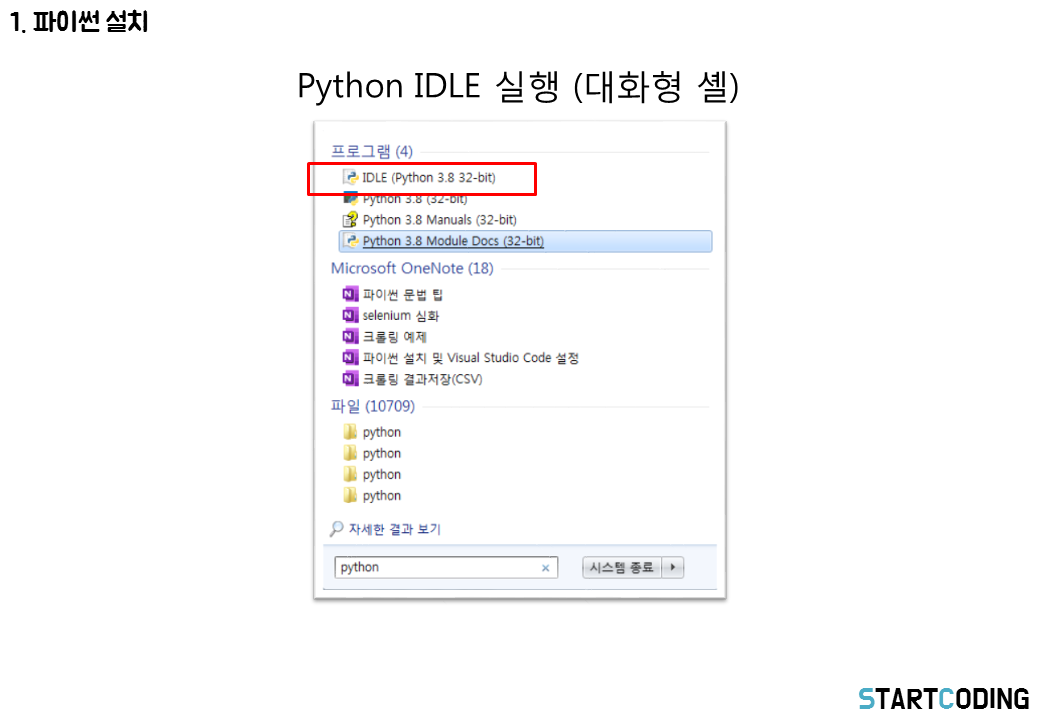 1. 파이썬 설치
Python IDLE 실행 (대화형 셸)
프로그램 (4)
IDLE (Python 3.8 32-bit)
Python 3.8 (32-bit)
Python 3.8 Manuals (32-bit)
Python 3.8 Module Docs (32-bit)
Microsoft OneNote (18)
파이썬 문법 팁
selenium 심화
크롤링 예제
파이썬 설치 및 Visual Studio Code 설정
크롤링 결과저장(CSV)
파일 (10709)
python
python
python
python
자세한 결과 보기
python
시스템 종료
STARTCODING